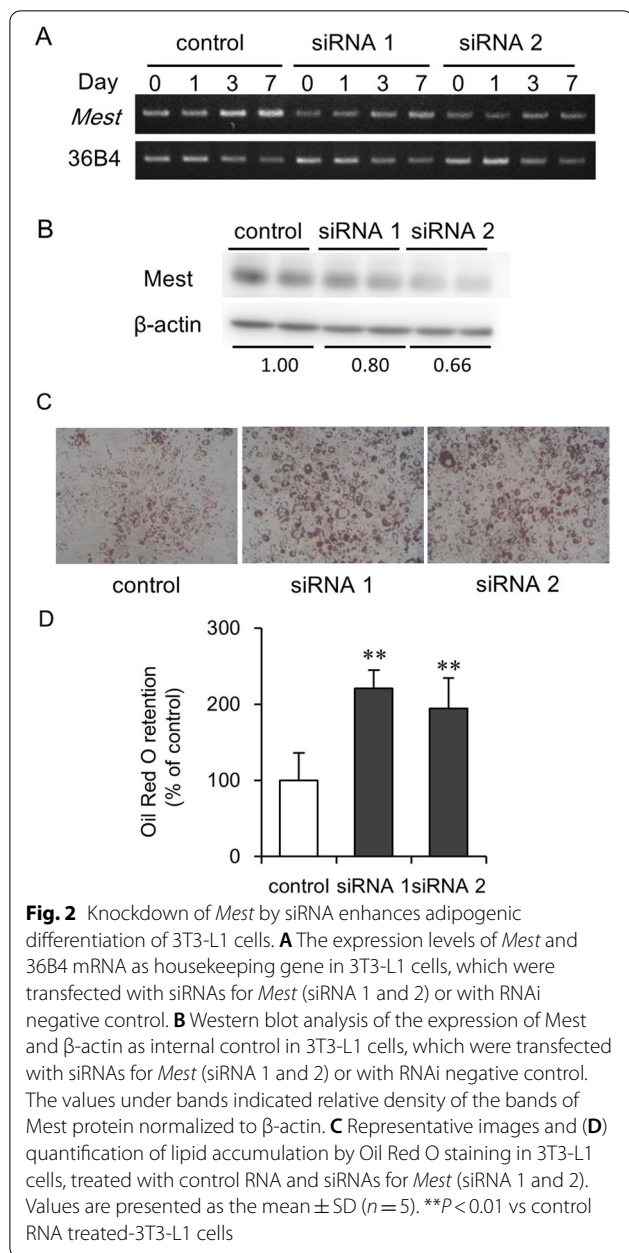 A
control siRNA 1 siRNA 2
Day 0 1 3 7 0 1 3 7 0 1 3 7
Mest
36B4
B
control siRNA 1 siRNA 2
Mest
β-actin
1.00 0.80 0.66
C
control siRNA 1 siRNA 2
D
Oil Red O retention
(% of control)
300
200
100
0
** **
control siRNA 1 siRNA 2
Fig. 2 Knockdown of Mest by siRNA enhances adipogenic
differentiation of 3T3-L1 cells. A The expression levels of Mest and
36B4 mRNA as housekeeping gene in 3T3-L1 cells, which were
transfected with siRNAs for Mest (siRNA 1 and 2) or with RNAi
negative control. B Western blot analysis of the expression of Mest
and β-actin as internal control in 3T3-L1 cells, which were transfected
with siRNAs for Mest (siRNA 1 and 2) or with RNAi negative control.
The values under bands indicated relative density of the bands of
Mest protein normalized to β-actin. C Representative images and (D)
quantification of lipid accumulation by Oil Red O staining in 3T3-L1
cells, treated with control RNA and siRNAs for Mest (siRNA 1 and 2).
Values are presented as the mean ± SD (n = 5). **P < 0.01 vs control
RNA treated-3T3-L1 cells